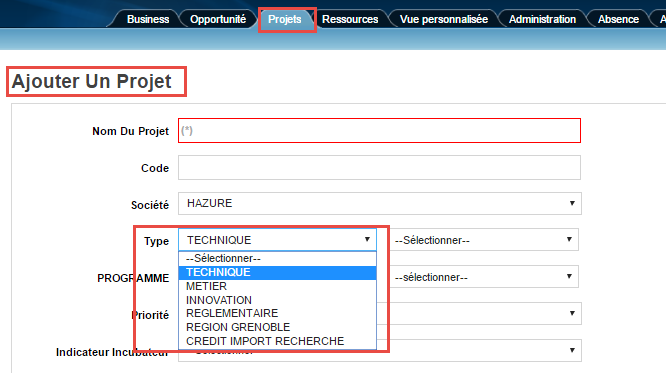 Business Opportunité Projets Ressources Vue personnalisée Administration Absence
Ajouter Un Projet
Nom Du Projet (*)
Code
Société HAZURE
Type TECHNIQUE --Sélectionner--
--Sélectionner--
TECHNIQUE
PROGRAMME --sélectionner--
METIER
INNOVATION
REGLEMENTAIRE
Priorité
REGION GRENOBLE
CREDIT IMPORT RECHERCHE
Indicateur Incubateur